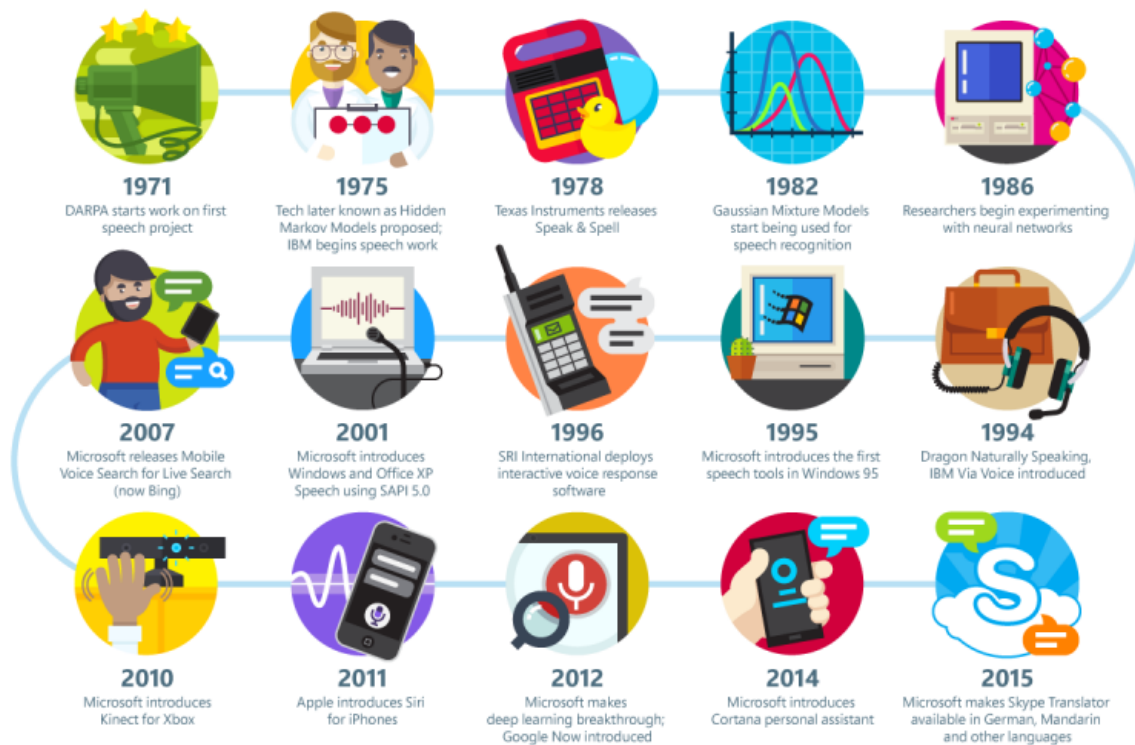 1971
DARPA starts work on first
speech project
1975
Tech later known as Hidden
Markov Models proposed;
IBM begins speech work
1978
Texas Instruments releases
Speak & Spell
1982
Gaussian Mixture Models
start being used for
speech recognition
1986
Researchers begin experimenting
with neural networks
2007
Microsoft releases Mobile
Voice Search for Live Search
(now Bing)
2001
Microsoft introduces
Windows and Office XP
Speech using SAPI 5.0
1996
SRI International deploys
interactive voice response
software
1995
Microsoft introduces the first
speech tools in Windows 95
1994
Dragon Naturally Speaking,
IBM Via Voice introduced
2010
Microsoft introduces
Kinect for Xbox
2011
Apple introduces Siri
for iPhones
2012
Microsoft makes
deep learning breakthrough;
Google Now introduced
2014
Microsoft introduces
Cortana personal assistant
S
2015
Microsoft makes Skype Translator
available in German, Mandarin
and other languages